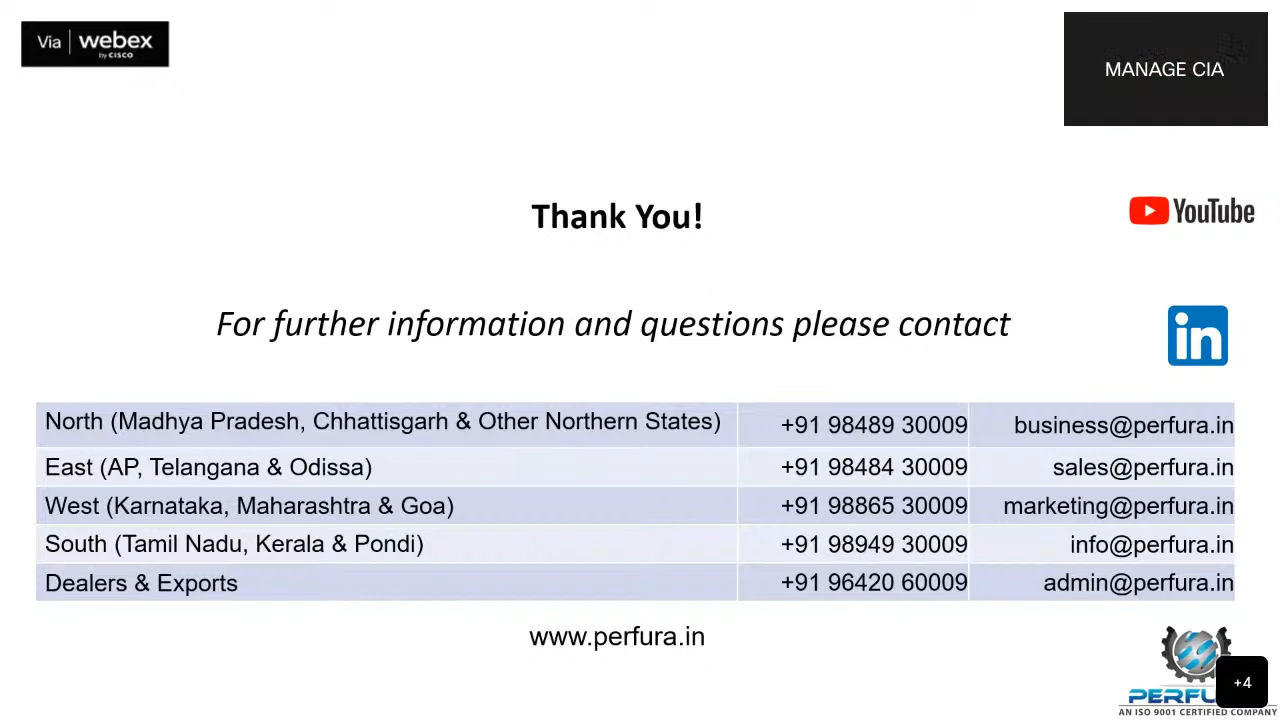 Via webex
by CISCO
MANAGE CIA
Thank You!
YouTube
For further information and questions please contact
in
North (Madhya Pradesh, Chhattisgarh & Other Northern States) +91 98489 30009 business@perfura.in
East (AP, Telangana & Odissa) +91 98484 30009 sales@perfura.in
West (Karnataka, Maharashtra & Goa) +91 98865 30009 marketing@perfura.in
South (Tamil Nadu, Kerala & Pondi) +91 98949 30009 info@perfura.in
Dealers & Exports +91 96420 60009 admin@perfura.in
www.perfura.in
+4
AN ISO 9001 CERTIFIED COMPANY